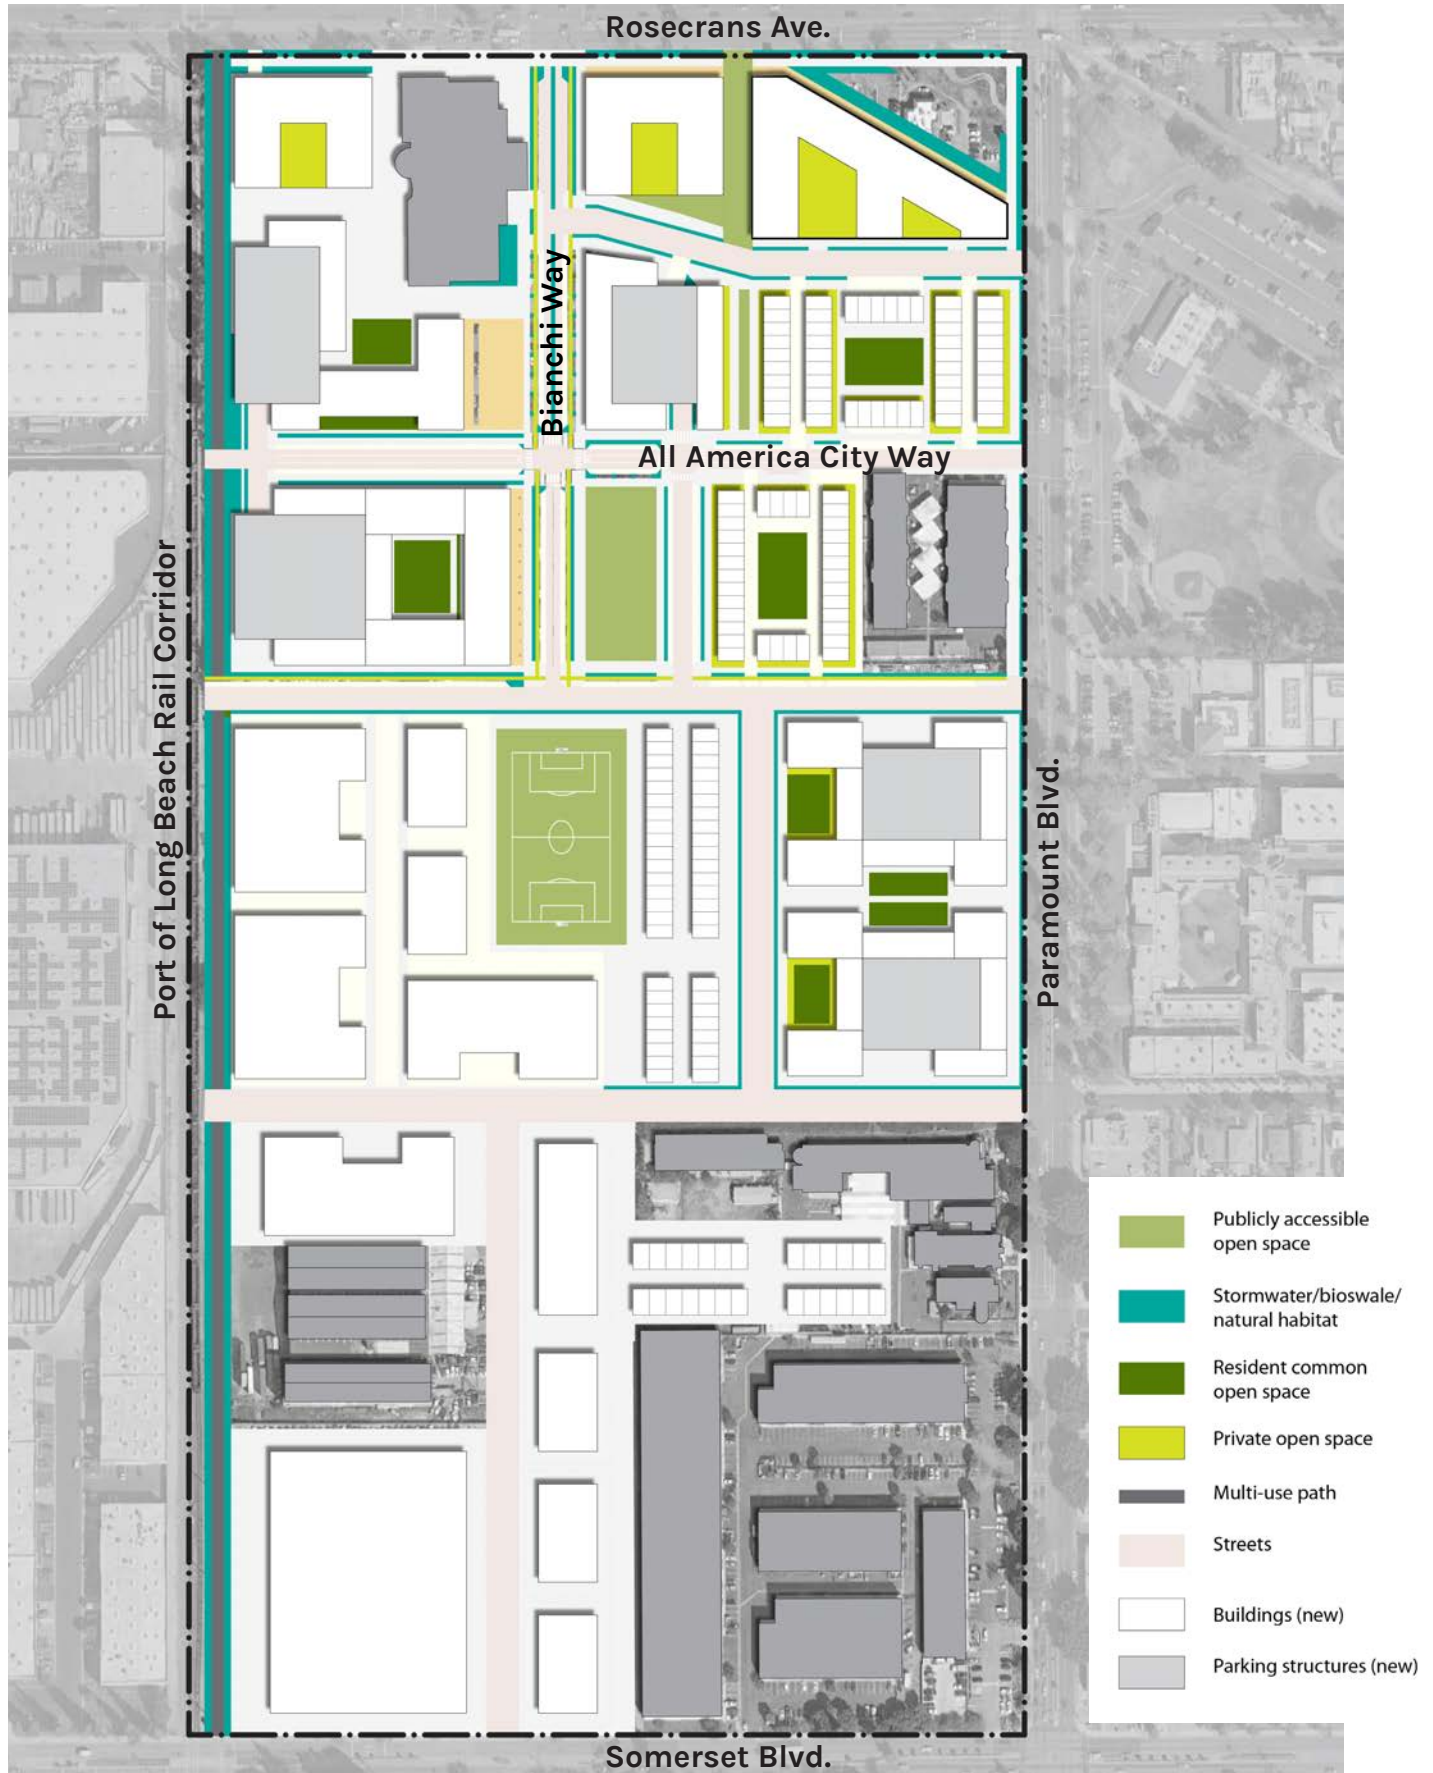 Rosecrans Ave.
Bianchi Way
All America City Way
Port of Long Beach Rail Corridor
Paramount Blvd.
Publicly accessible
open space
Stormwater/bioswale/
natural habitat
Resident common
open space
Private open space
Multi-use path
Streets
Buildings (new)
Parking structures (new)
Somerset Blvd.